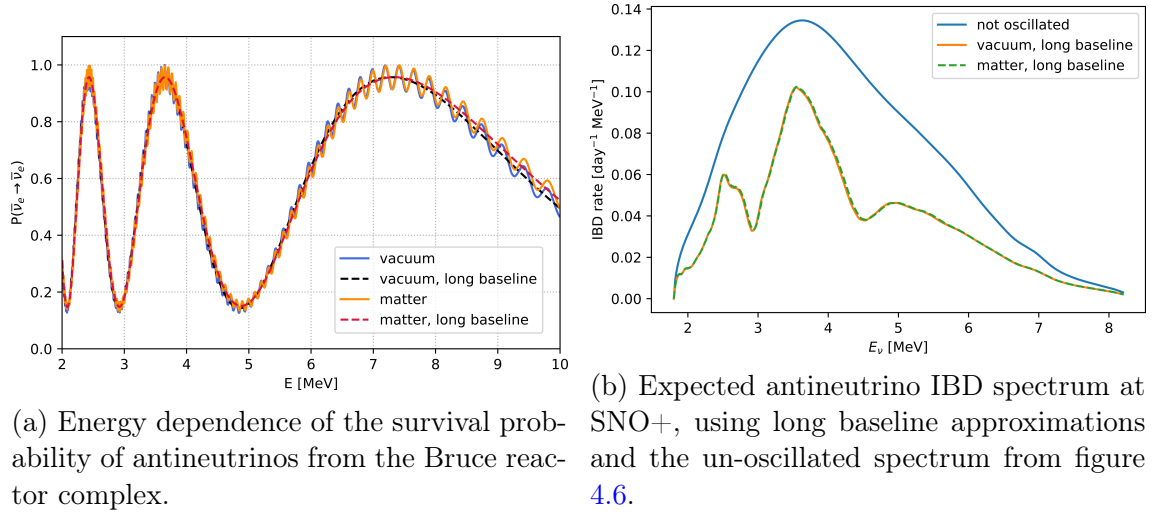 1.0
0.8
0.6
0.4
0.2
0.0
P(ν̅ₑ → ν̅ₑ)
2 3 4 5 6 7 8 9 10
E [MeV]
vacuum
vacuum, long baseline
matter
matter, long baseline
(a) Energy dependence of the survival prob-
ability of antineutrinos from the Bruce reac-
tor complex.
0.14
0.12
0.10
0.08
0.06
0.04
0.02
0.00
IBD rate [day⁻¹ MeV⁻¹]
2 3 4 5 6 7 8
Eᵥ [MeV]
not oscillated
vacuum, long baseline
matter, long baseline
(b) Expected antineutrino IBD spectrum at
SNO+, using long baseline approximations
and the un-oscillated spectrum from figure
4.6.